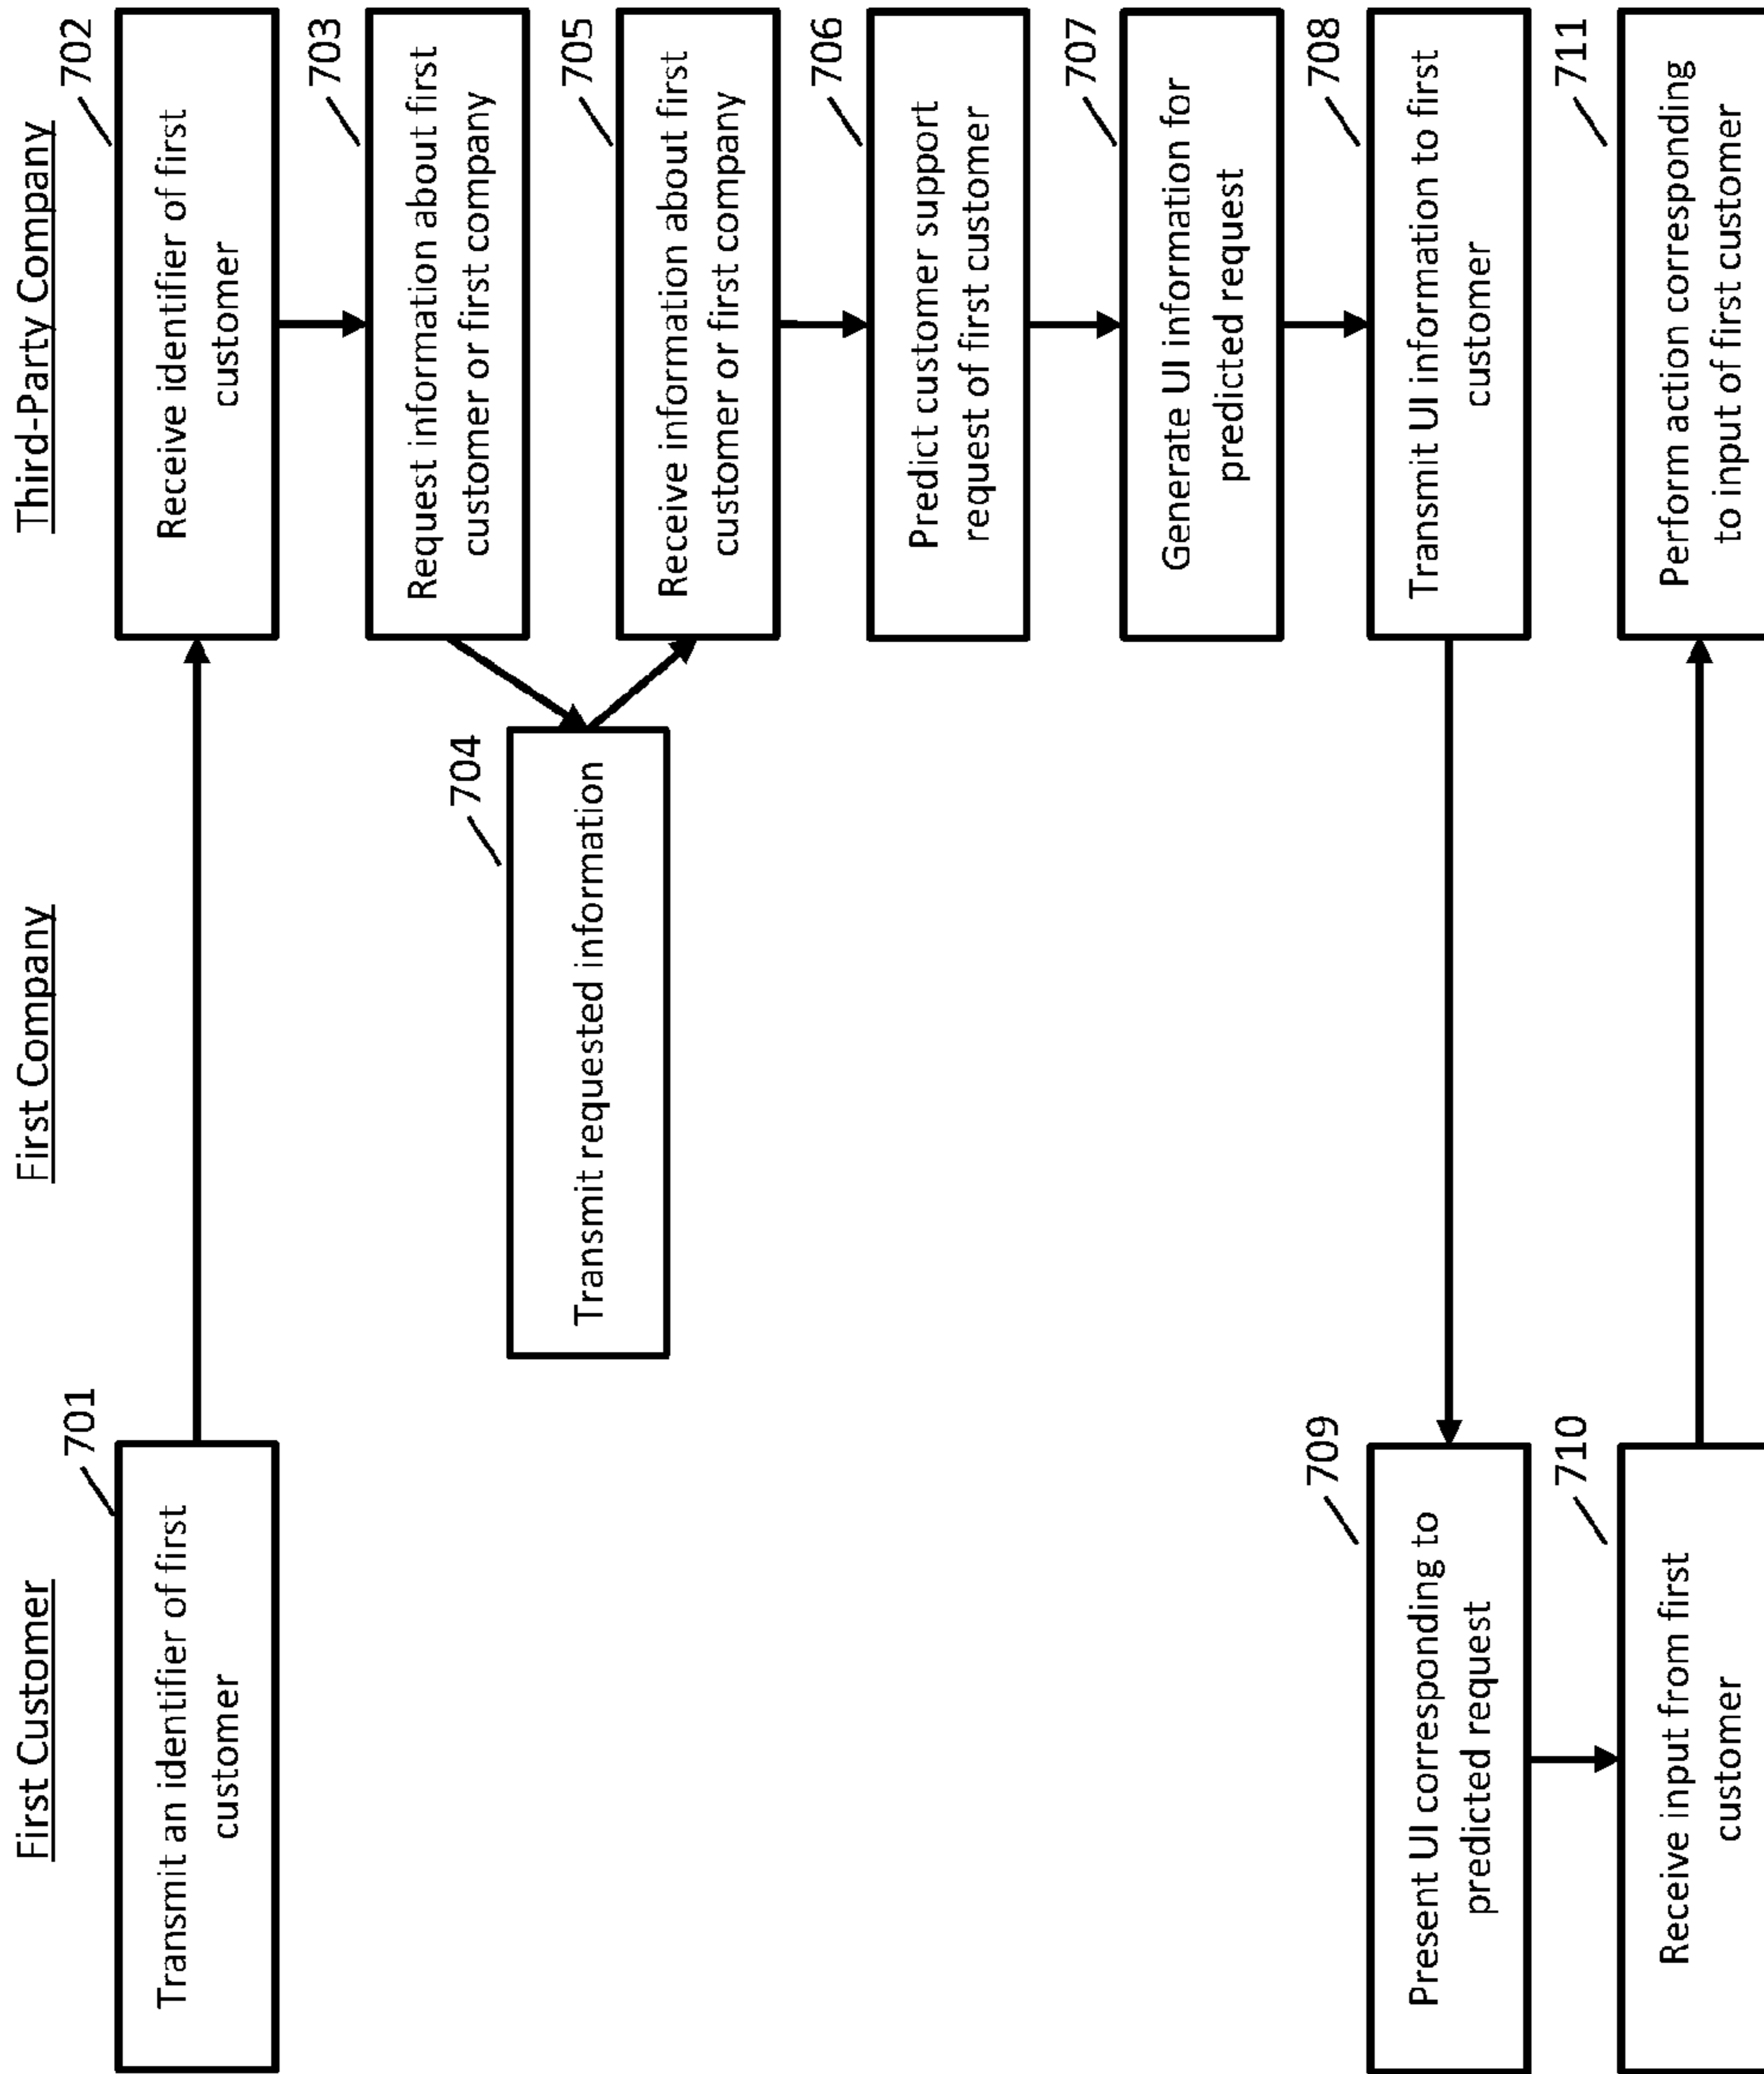 First Customer
First Company
Third-Party Company
701
Transmit an identifier of first
customer
702
Receive identifier of first
customer
703
Request information about first
customer or first company
704
Transmit requested information
705
Receive information about first
customer or first company
706
Predict customer support
request of first customer
707
Generate UI information for
predicted request
708
Transmit UI information to first
customer
709
Present UI corresponding to
predicted request
710
Receive input from first
customer
711
Perform action corresponding
to input of first customer